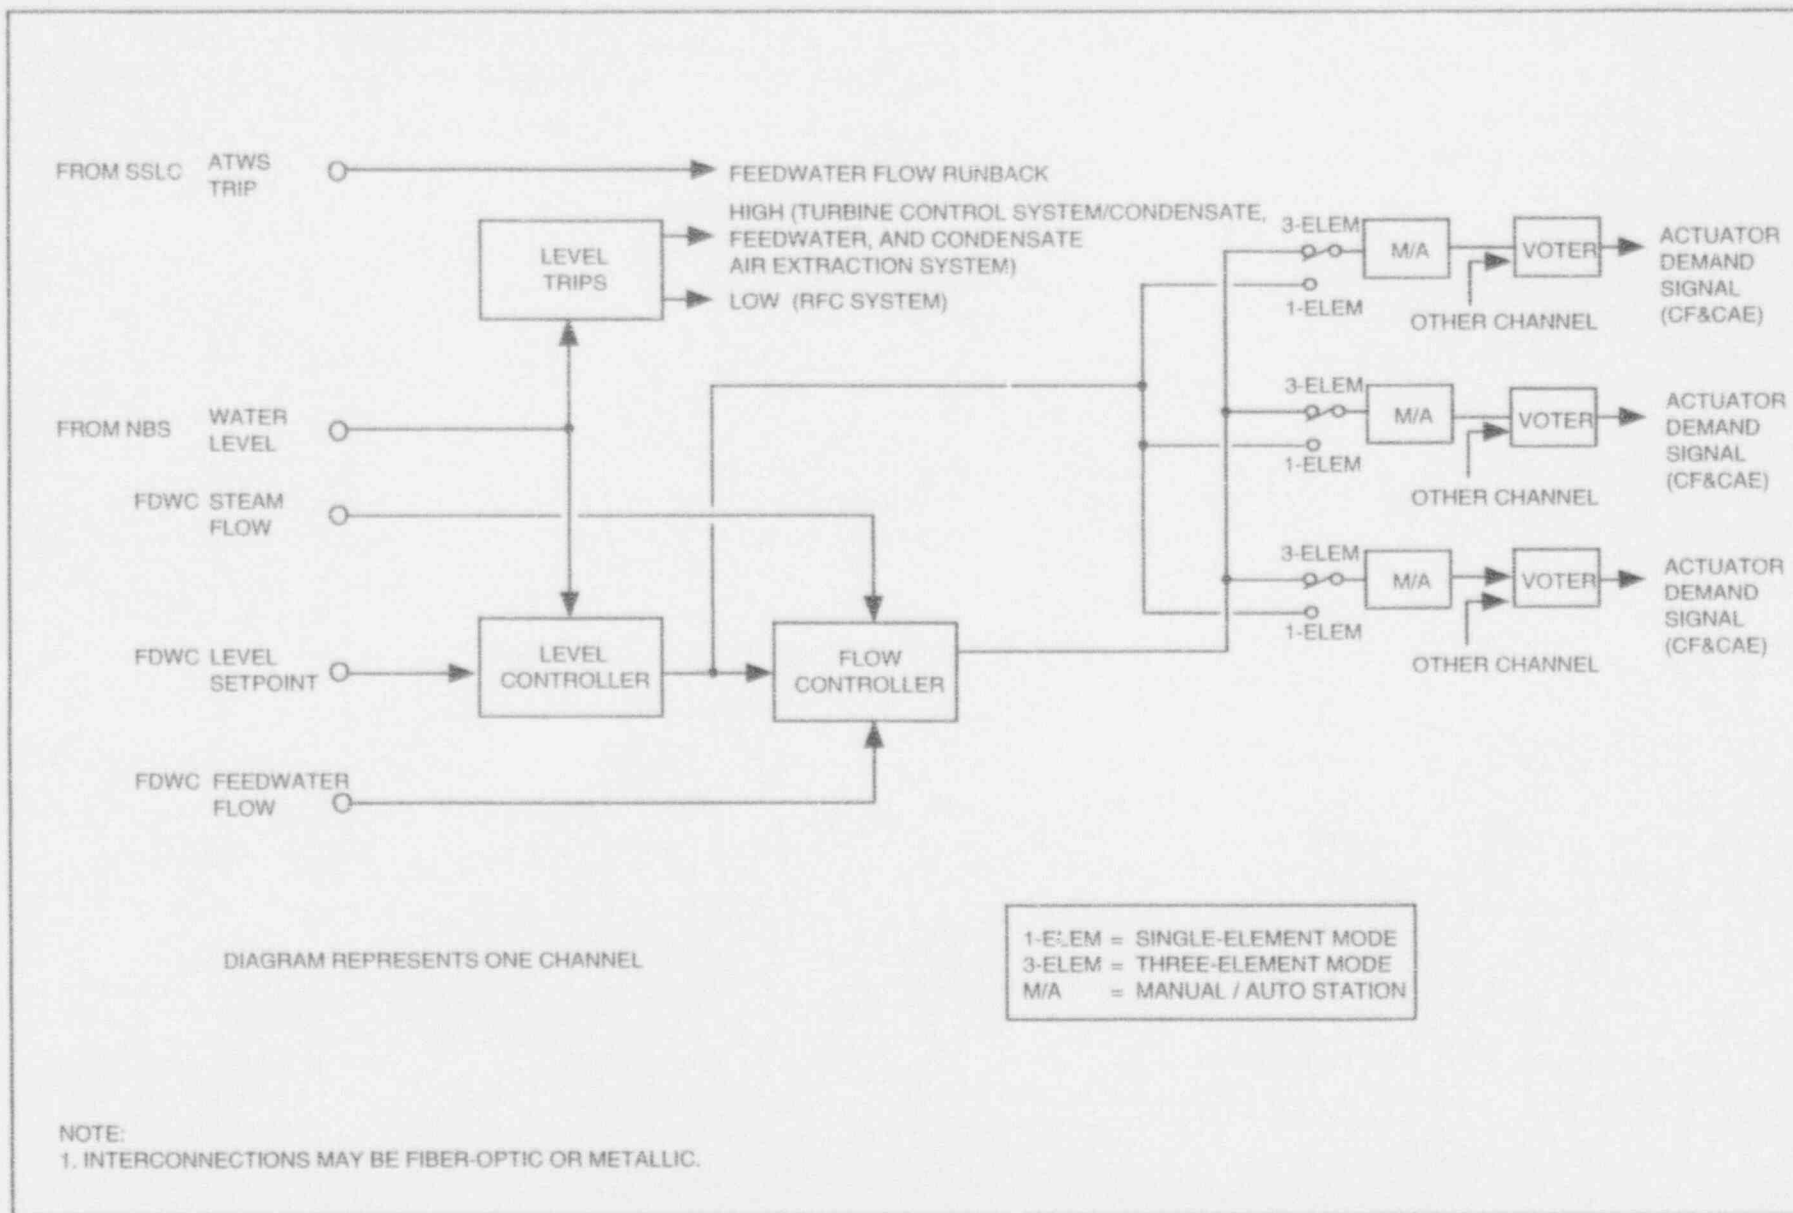 FROM SSLC
ATWS
TRIP
FEEDWATER FLOW RUNBACK
HIGH (TURBINE CONTROL SYSTEM/CONDENSATE,
FEEDWATER, AND CONDENSATE
AIR EXTRACTION SYSTEM)
LOW (RFC SYSTEM)
LEVEL
TRIPS
FROM NBS
WATER
LEVEL
FDWC STEAM
FLOW
FDWC LEVEL
SETPOINT
LEVEL
CONTROLLER
FLOW
CONTROLLER
FDWC FEEDWATER
FLOW
3-ELEM
1-ELEM
M/A
VOTER
OTHER CHANNEL
ACTUATOR
DEMAND
SIGNAL
(CF&CAE)
3-ELEM
1-ELEM
M/A
VOTER
OTHER CHANNEL
ACTUATOR
DEMAND
SIGNAL
(CF&CAE)
3-ELEM
1-ELEM
M/A
VOTER
OTHER CHANNEL
ACTUATOR
DEMAND
SIGNAL
(CF&CAE)
DIAGRAM REPRESENTS ONE CHANNEL
1-ELEM = SINGLE-ELEMENT MODE
3-ELEM = THREE-ELEMENT MODE
M/A = MANUAL / AUTO STATION
NOTE:
1. INTERCONNECTIONS MAY BE FIBER-OPTIC OR METALLIC.